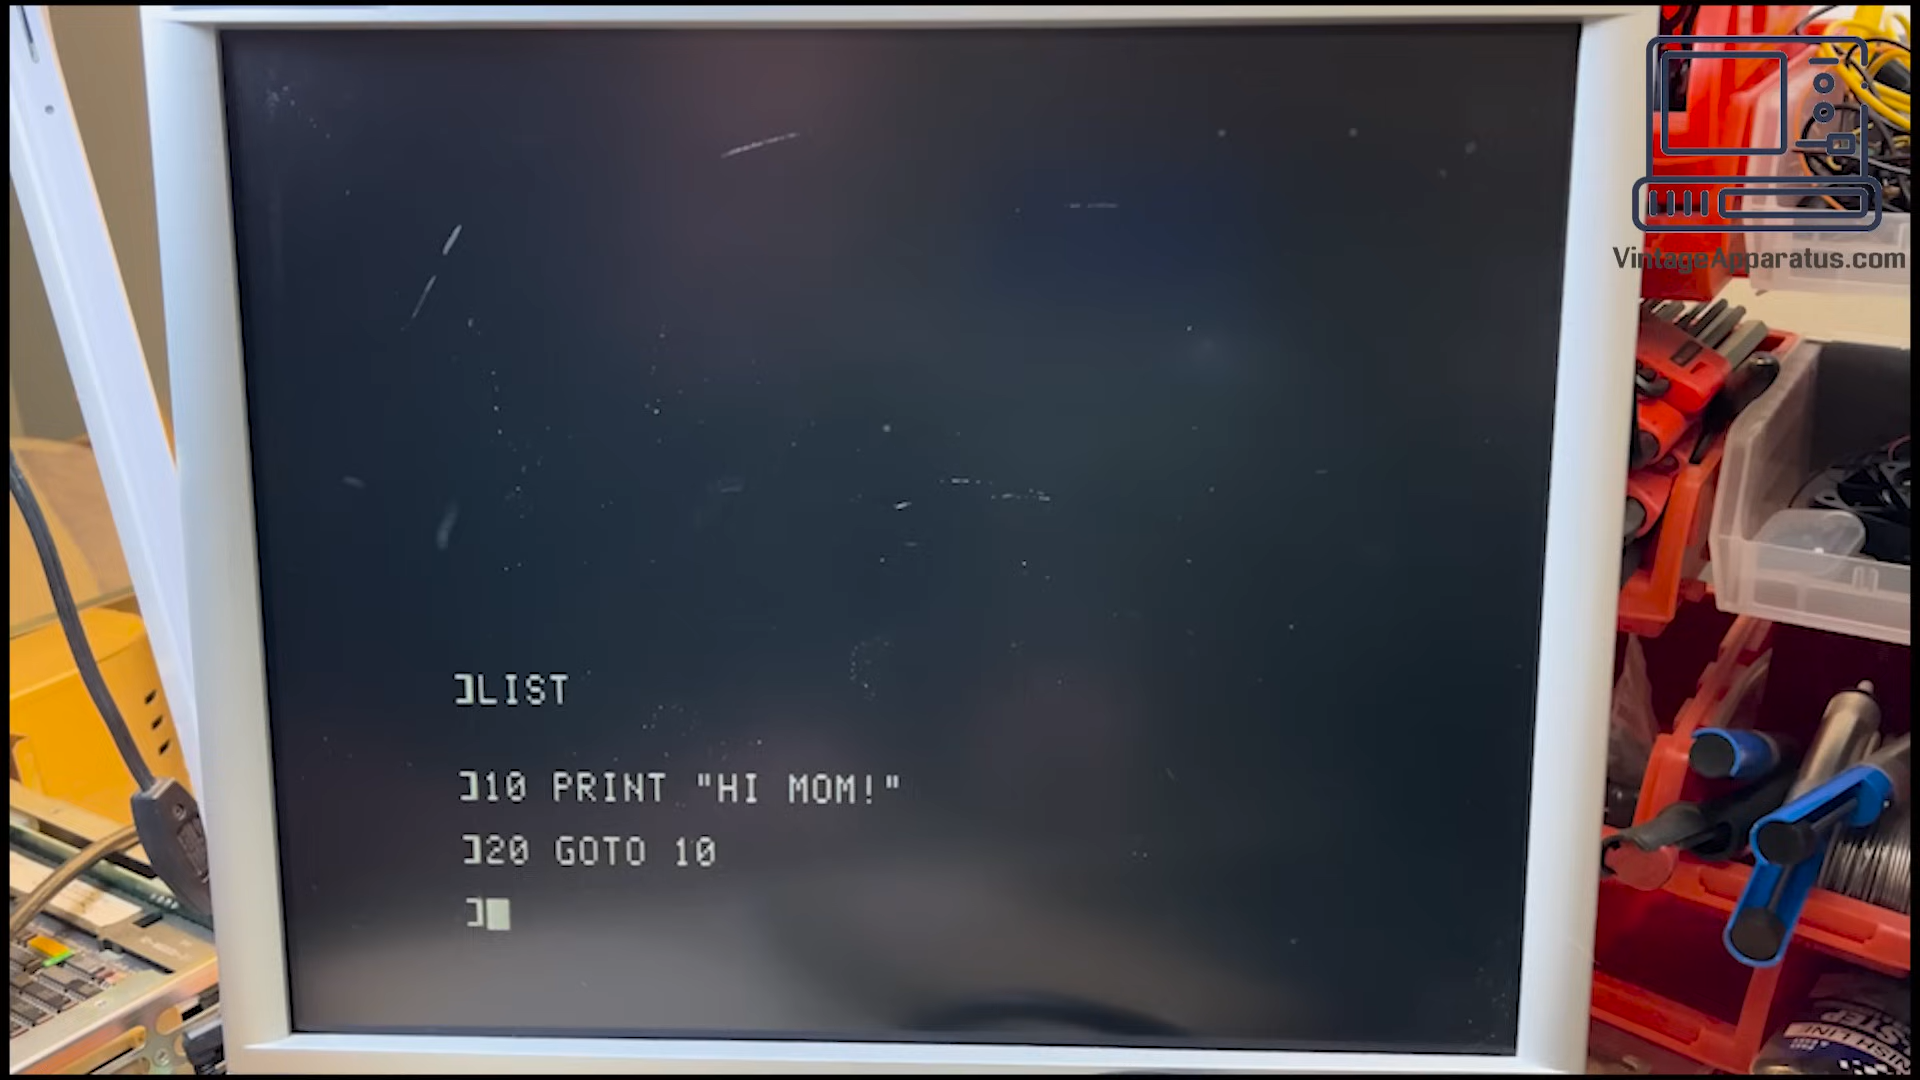 VintageApparatus.com
]LIST
]10 PRINT "HI MOM!"
]20 GOTO 10
]